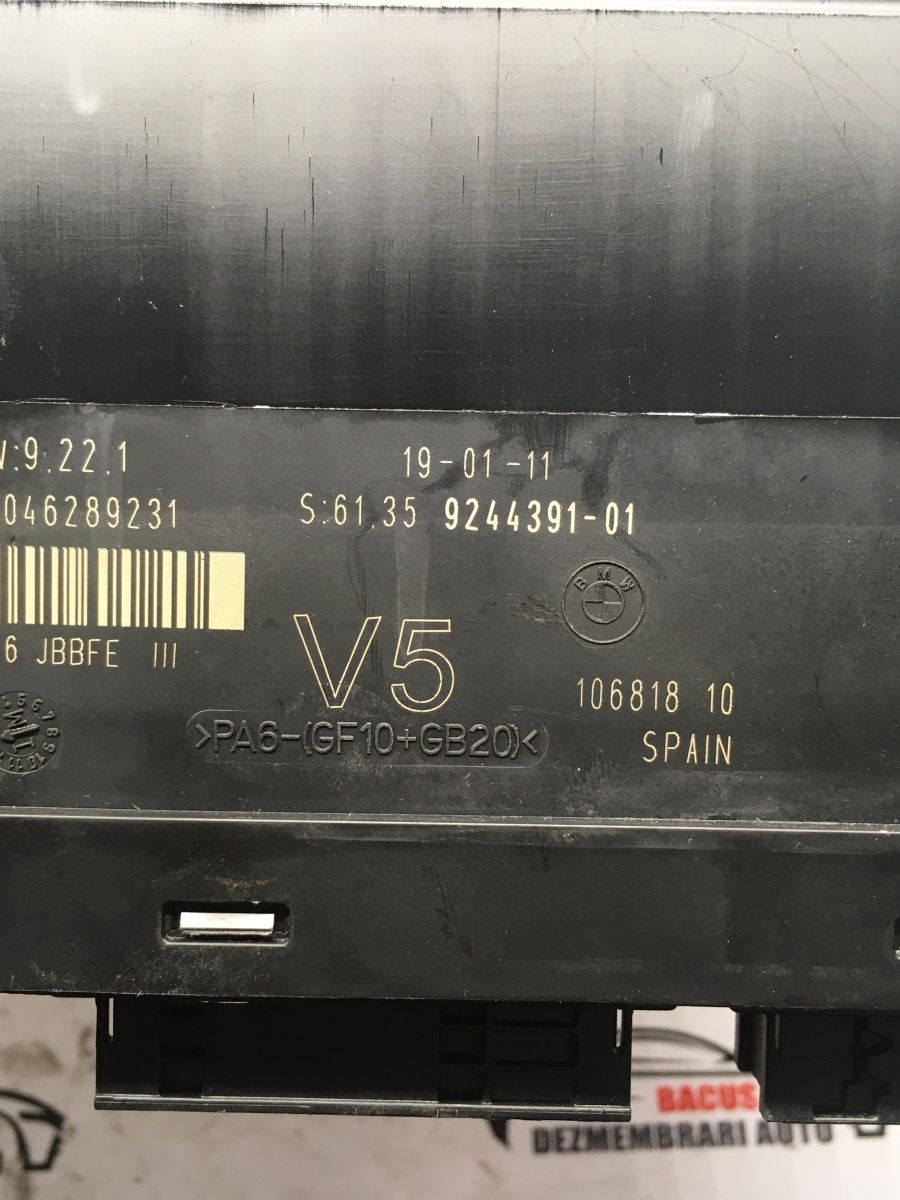 :9.22.1
19-01-11
046289231
S:61.35 9244391-01
BMW
6 JBBFE III
V5
106818 10
>PA6-(GF10+GB20)<
SPAIN
BACUS
DEZMEMBRARI AUTO